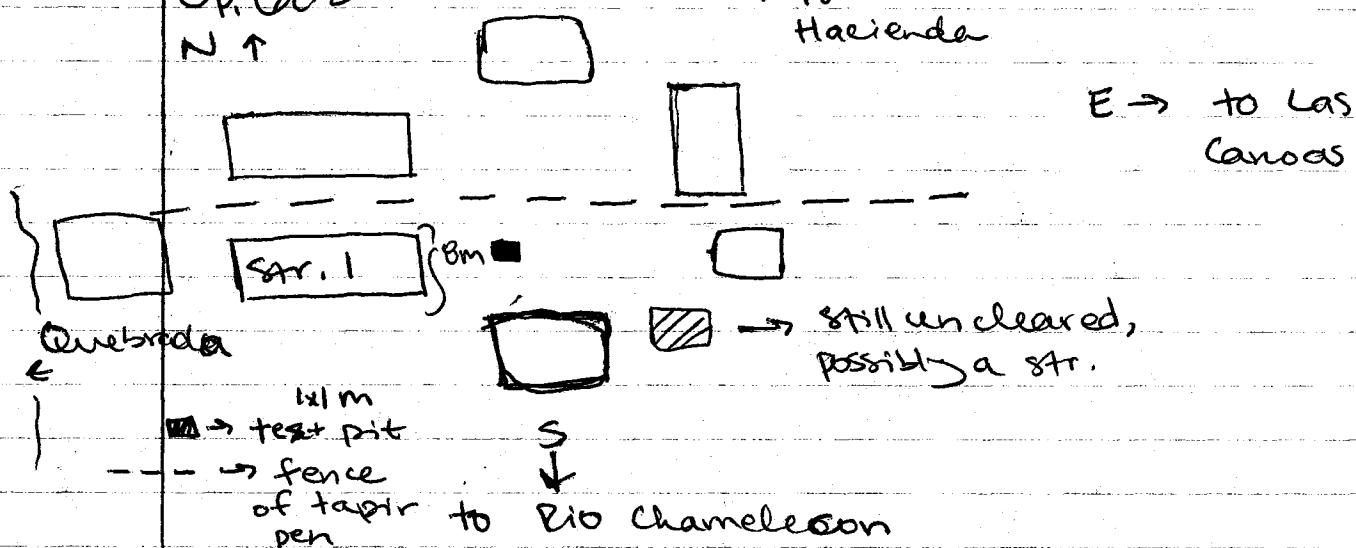 N ↑
Hacienda
E → to Las
Canoas
Str. 1
8m
Quebrada
←
→ still uncleared,
possibly a str.
1x1 m
→ test pit
--- → fence
of tapir
pen
S
↓
to Rio Chameleoon